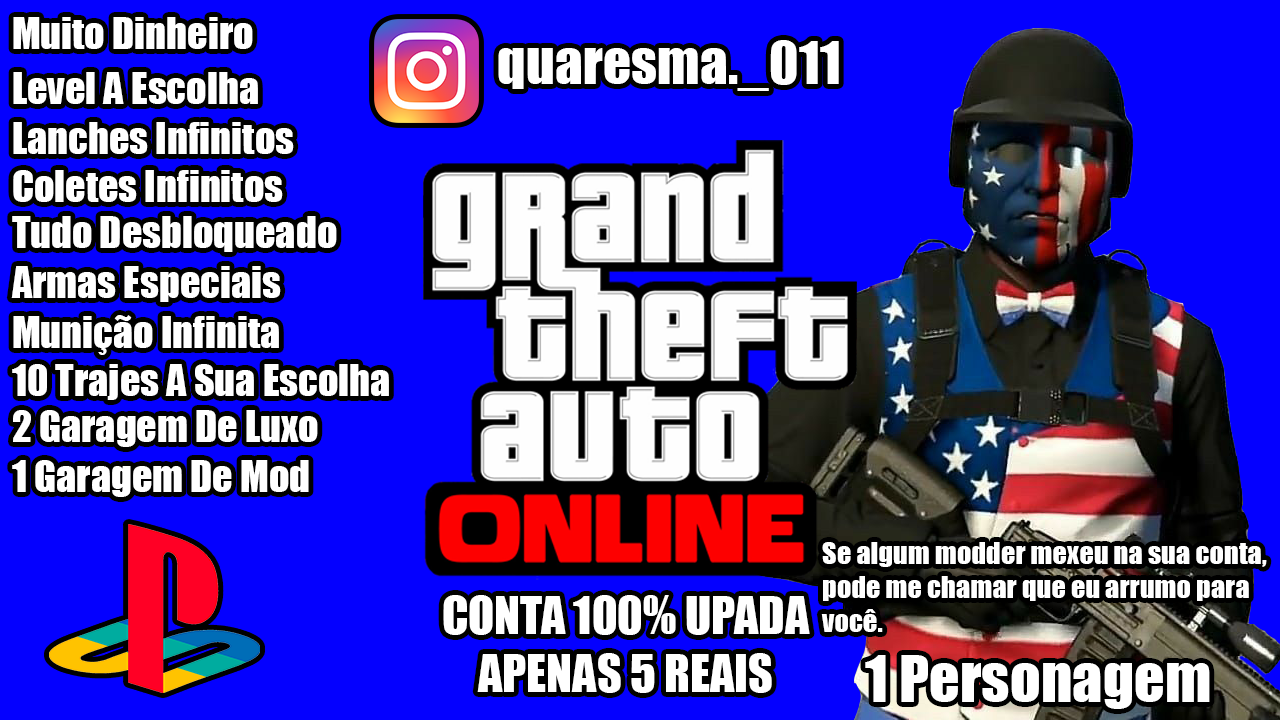 Muito Dinheiro
Level A Escolha
Lanches Infinitos
Coletes Infinitos
Tudo Desbloqueado
Armas Especiais
Munição Infinita
10 Trajes A Sua Escolha
2 Garagem De Luxo
1 Garagem De Mod
quaresma._011
grand
theft
auto
ONLINE
CONTA 100% UPADA
APENAS 5 REAIS
Se algum modder mexeu na sua conta,
pode me chamar que eu arrumo para
você.
1 Personagem